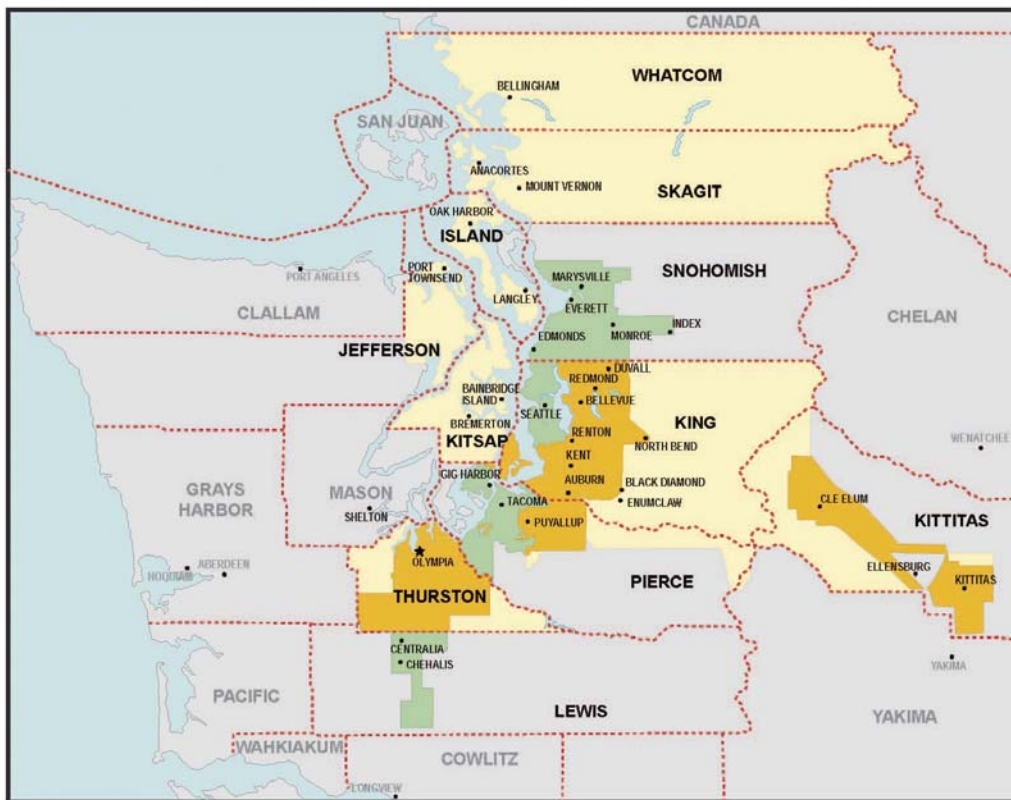 CANADA
WHATCOM
BELLINGHAM
SAN JUAN
ANACORTES
MOUNT VERNON
SKAGIT
OAK HARBOR
ISLAND
PORT ANGELES
PORT
TOWNSEND
MARYSVILLE
SNOHOMISH
LANGLEY
EVERETT
CLALLAM
MONROE
INDEX
CHELAN
EDMONDS
JEFFERSON
DUVALL
REDMOND
BAINBRIDGE
ISLAND
BELLEVUE
SEATTLE
BREMERTON
KING
KITSAP
RENTON
NORTH BEND
WENATCHEE
KENT
GIG HARBOR
AUBURN
BLACK DIAMOND
GRAYS
HARBOR
MASON
SHELTON
TACOMA
ENUMCLAW
CLE ELUM
PUYALLUP
KITTITAS
OLYMPIA
HOQUIAM
ABERDEEN
ELLENSBURG
KITTITAS
PIERCE
THURSTON
CENTRALIA
CHEHALIS
YAKIMA
PACIFIC
LEWIS
YAKIMA
WAHKIAKUM
COWLITZ
LONGVIEW